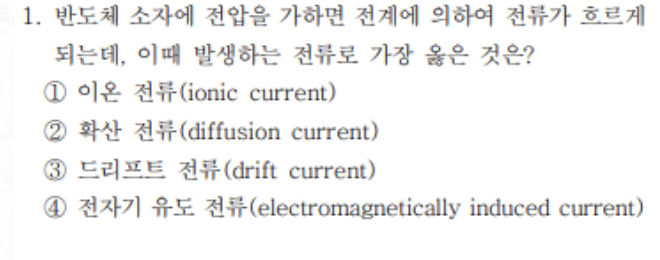 1. 반도체 소자에 전압을 가하면 전계에 의하여 전류가 흐르게
되는데, 이때 발생하는 전류로 가장 옳은 것은?
① 이온 전류(ionic current)
② 확산 전류(diffusion current)
③ 드리프트 전류(drift current)
④ 전자기 유도 전류(electromagnetically induced current)